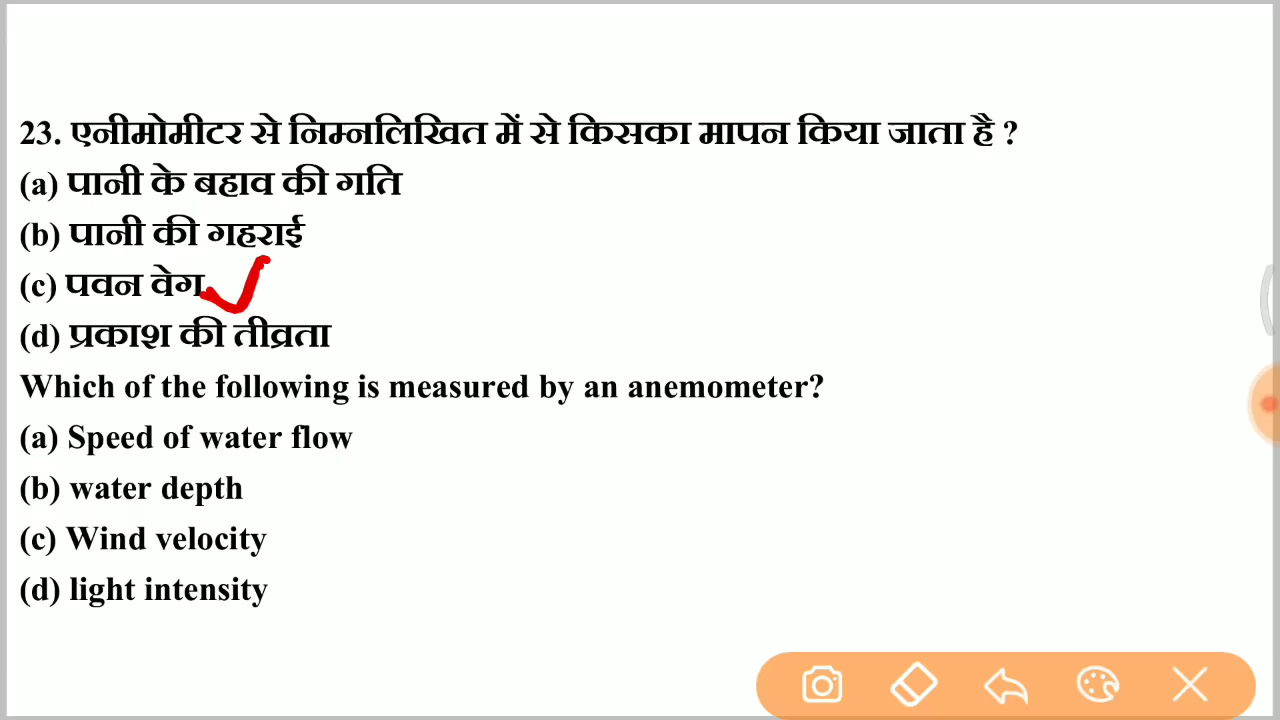 23. एनीमोमीटर से निम्नलिखित में से किसका मापन किया जाता है ?
(a) पानी के बहाव की गति
(b) पानी की गहराई
(c) पवन वेग
(d) प्रकाश की तीव्रता
Which of the following is measured by an anemometer?
(a) Speed of water flow
(b) water depth
(c) Wind velocity
(d) light intensity